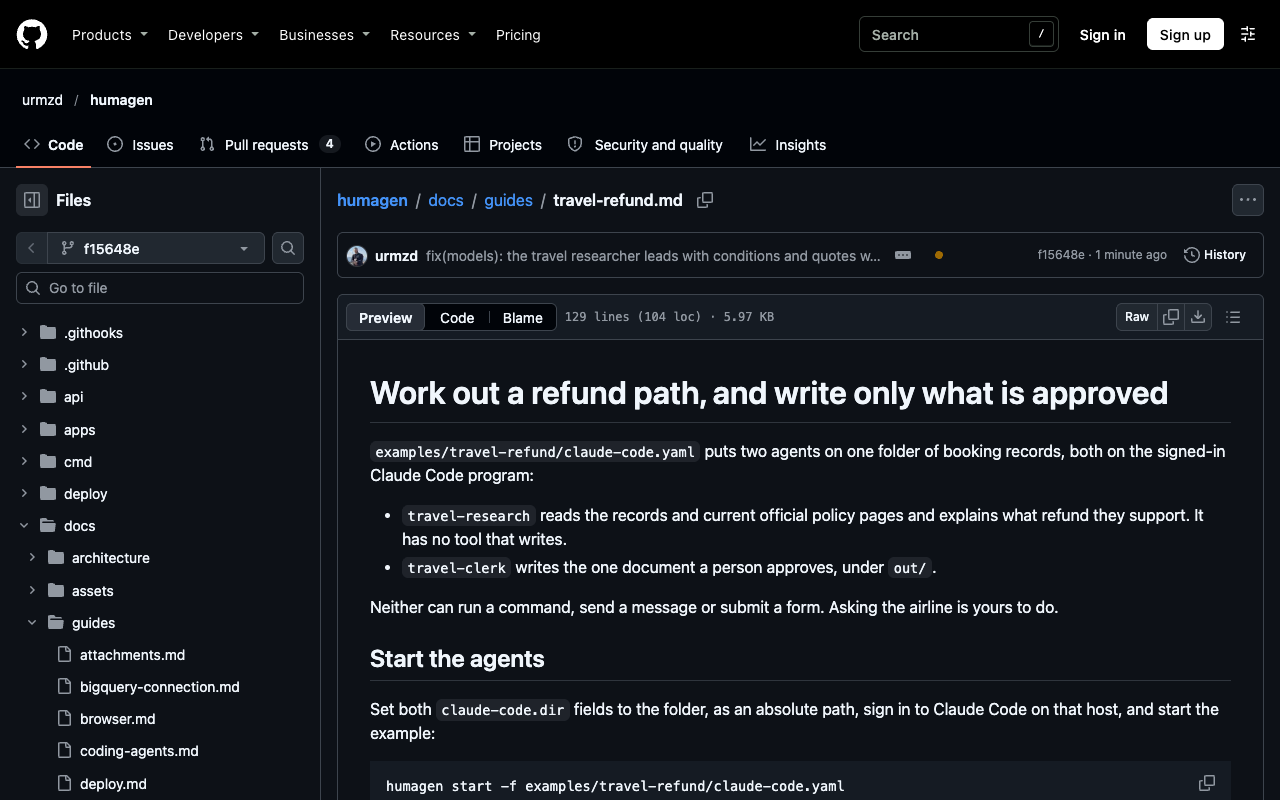 Products Developers Businesses Resources Pricing Search / Sign in Sign up
urmzd / humagen
Code Issues Pull requests 4 Actions Projects Security and quality Insights
Files
f15648e
Go to file
.githooks
.github
api
apps
cmd
deploy
docs
architecture
assets
guides
attachments.md
bigquery-connection.md
browser.md
coding-agents.md
deploy.md
humagen / docs / guides / travel-refund.md
urmzd fix(models): the travel researcher leads with conditions and quotes w... f15648e · 1 minute ago History
Preview Code Blame 129 lines (104 loc) · 5.97 KB Raw
Work out a refund path, and write only what is approved
examples/travel-refund/claude-code.yaml puts two agents on one folder of booking records, both on the signed-in
Claude Code program:
• travel-research reads the records and current official policy pages and explains what refund they support. It
has no tool that writes.
• travel-clerk writes the one document a person approves, under out/ .
Neither can run a command, send a message or submit a form. Asking the airline is yours to do.
Start the agents
Set both claude-code.dir fields to the folder, as an absolute path, sign in to Claude Code on that host, and start the
example:
humagen start -f examples/travel-refund/claude-code.yaml